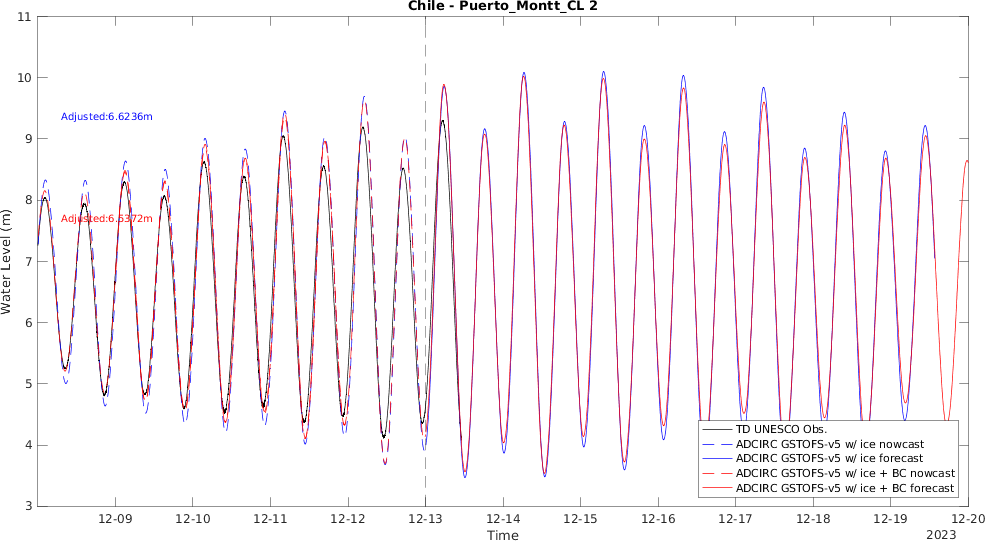 Chile - Puerto_Montt_CL 2
11
10
9
8
7
6
5
4
3
Water Level (m)
Adjusted:6.6236m
Adjusted:6.5372m
TD UNESCO Obs.
ADCIRC GSTOFS-v5 w/ ice nowcast
ADCIRC GSTOFS-v5 w/ ice forecast
ADCIRC GSTOFS-v5 w/ ice + BC nowcast
ADCIRC GSTOFS-v5 w/ ice + BC forecast
12-09 12-10 12-11 12-12 12-13 12-14 12-15 12-16 12-17 12-18 12-19 12-20
Time
2023